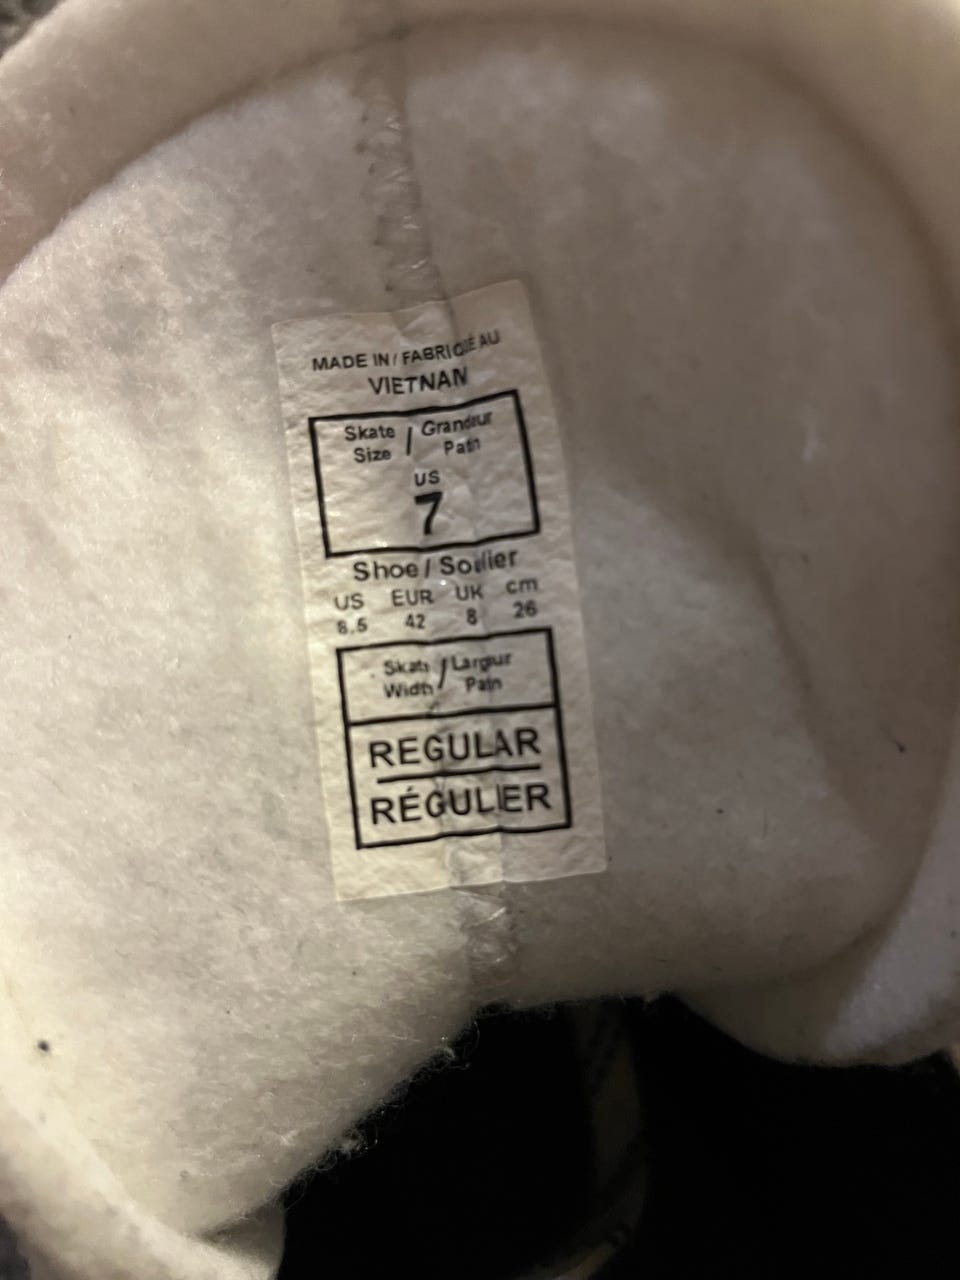 MADE IN / FABRIQUÉ AU
VIETNAM
Skate / Grandeur
Size Patin
US
7
Shoe / Soulier
US EUR UK cm
8.5 42 8 26
Skate / Largeur
Width Patin
REGULAR
RÉGULIER